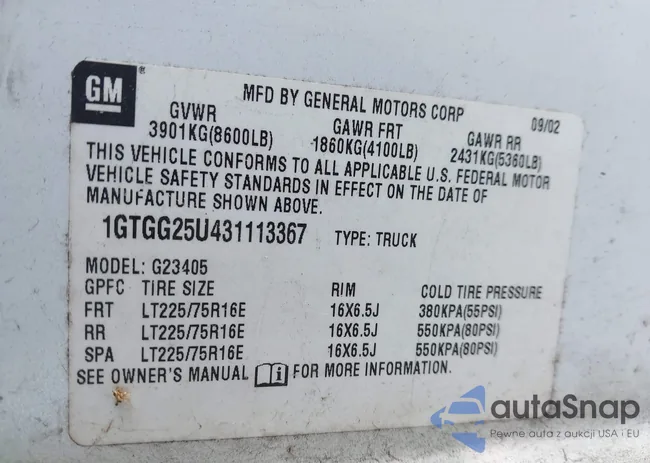 GM®
MFD BY GENERAL MOTORS CORP 09/02
GVWR GAWR FRT GAWR RR
3901KG(8600LB) 1860KG(4100LB) 2431KG(5360LB)
THIS VEHICLE CONFORMS TO ALL APPLICABLE U.S. FEDERAL MOTOR
VEHICLE SAFETY STANDARDS IN EFFECT ON THE DATE OF
MANUFACTURE SHOWN ABOVE.
1GTGG25U431113367 TYPE: TRUCK
MODEL: G23405
GPFC TIRE SIZE RIM COLD TIRE PRESSURE
FRT LT225/75R16E 16X6.5J 380KPA(55PSI)
RR LT225/75R16E 16X6.5J 550KPA(80PSI)
SPA LT225/75R16E 16X6.5J 550KPA(80PSI)
SEE OWNER'S MANUAL i FOR MORE INFORMATION.
autaSnap
Pewne auta z aukcji USA i EU